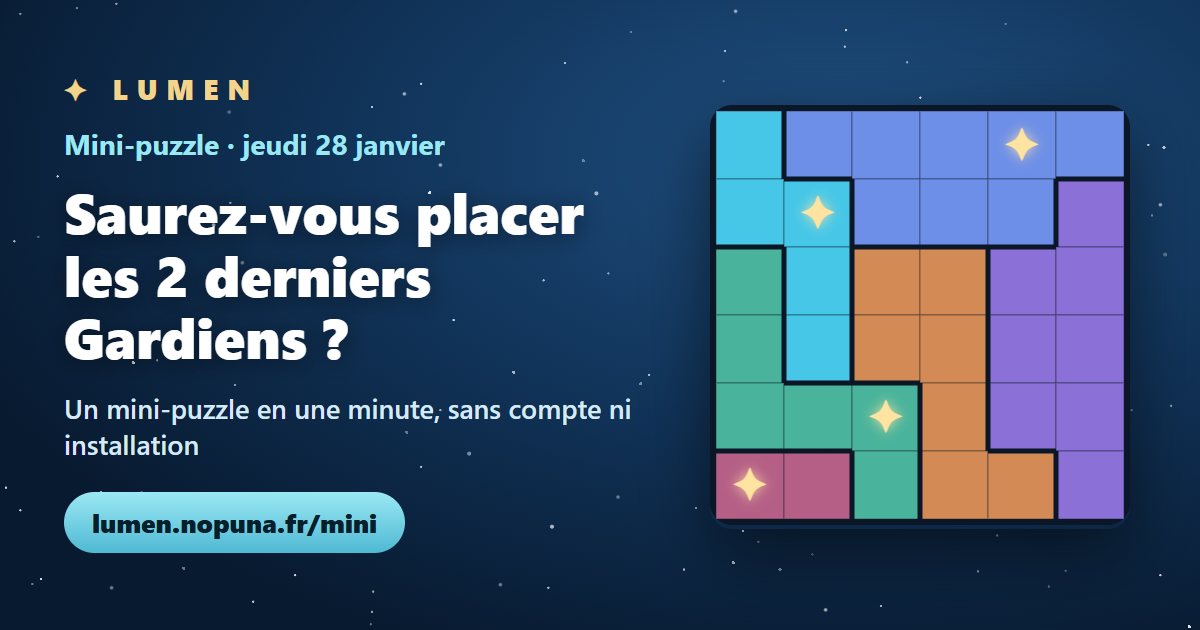 LUMEN
Mini-puzzle · jeudi 28 janvier
Saurez-vous placer
les 2 derniers
Gardiens ?
Un mini-puzzle en une minute, sans compte ni
installation
lumen.nopuna.fr/mini